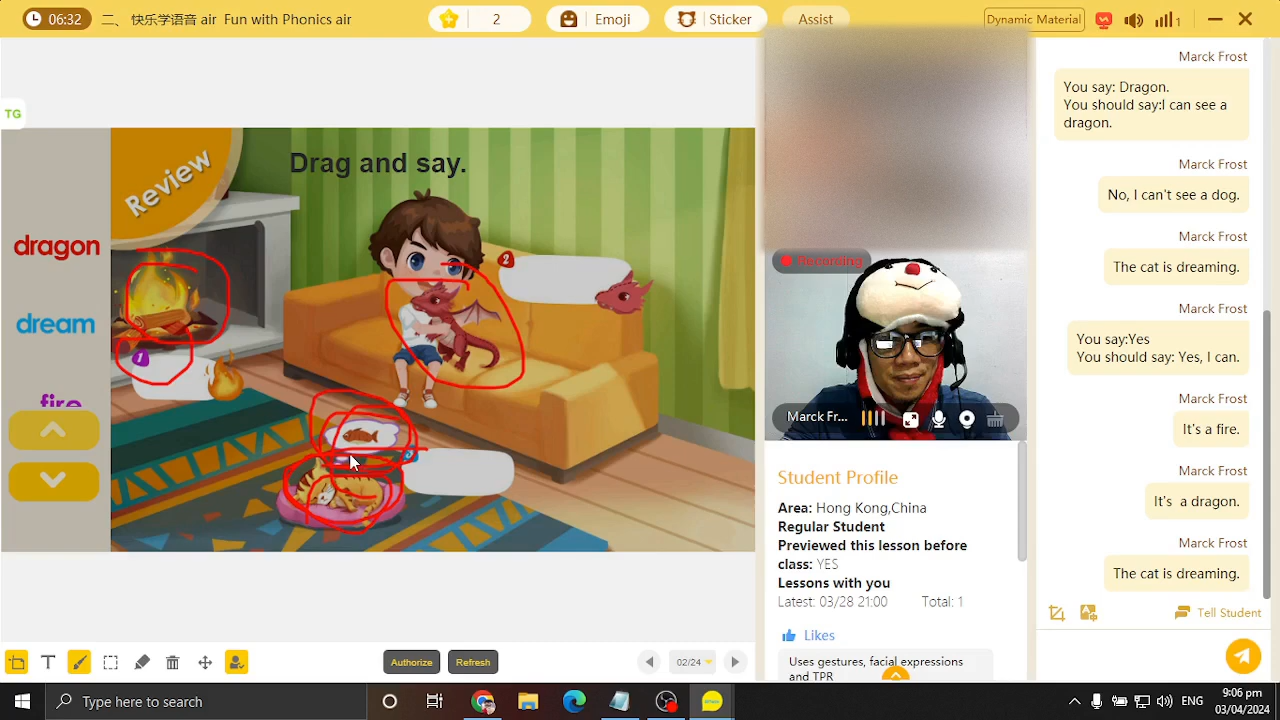 06:32
二、快乐学语音 air Fun with Phonics air
2
Emoji
Sticker
Assist
Dynamic Material
1
TG
Review
Drag and say.
dragon
dream
fire
1
2
Recording
Marck Fr...
Student Profile
Area: Hong Kong,China
Regular Student
Previewed this lesson before
class: YES
Lessons with you
Latest: 03/28 21:00 Total: 1
Likes
Uses gestures, facial expressions
and TPR
Marck Frost
You say: Dragon.
You should say:I can see a
dragon.
Marck Frost
No, I can't see a dog.
Marck Frost
The cat is dreaming.
Marck Frost
You say:Yes
You should say: Yes, I can.
Marck Frost
It's a fire.
Marck Frost
It's a dragon.
Marck Frost
The cat is dreaming.
Tell Student
T
Authorize
Refresh
02/24
Type here to search
ENG
9:06 pm
03/04/2024